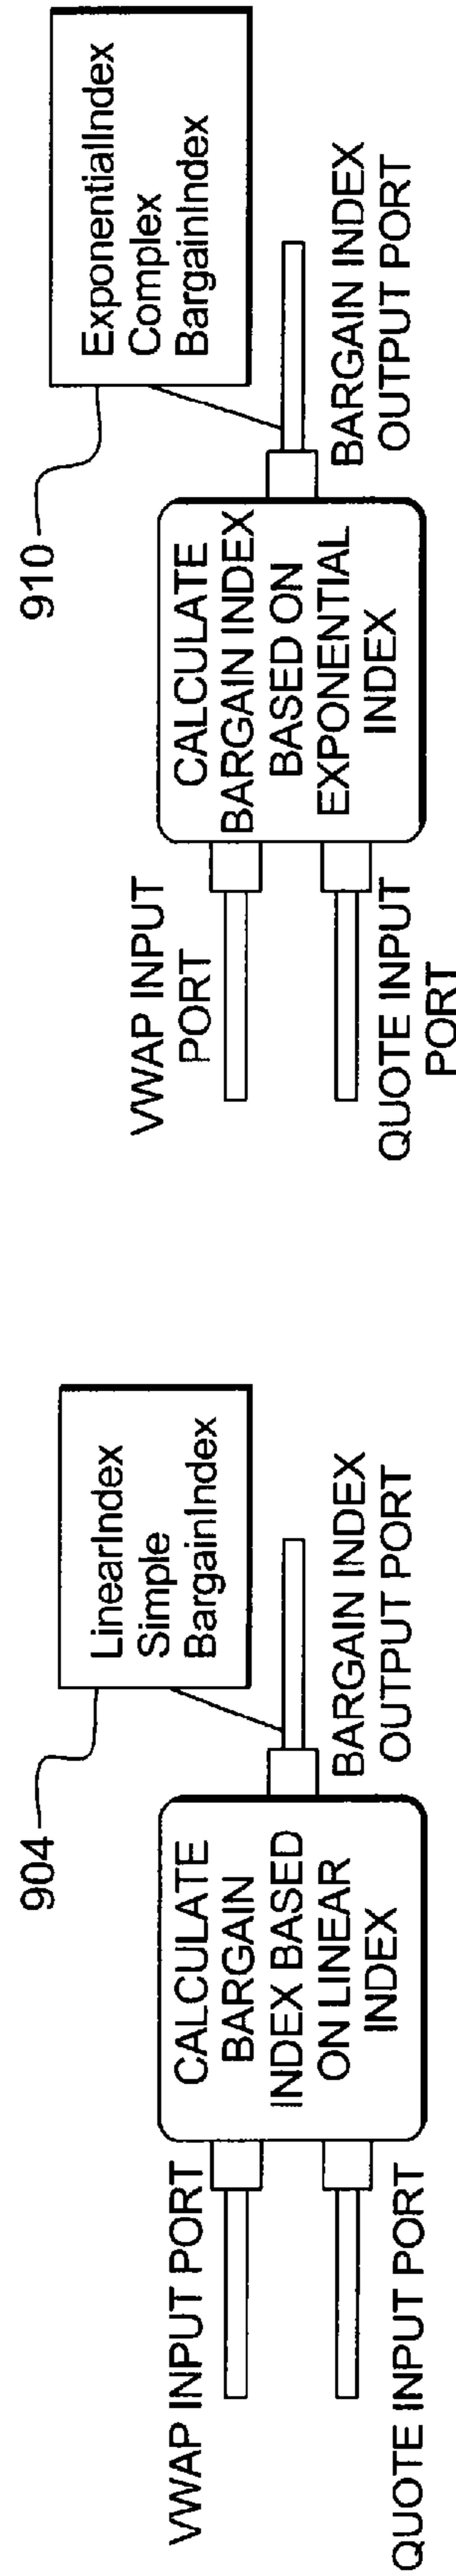 904
LinearIndex
Simple
BargainIndex
VWAP INPUT PORT
CALCULATE
BARGAIN
INDEX BASED
ON LINEAR
INDEX
QUOTE INPUT PORT
BARGAIN INDEX
OUTPUT PORT
910
ExponentialIndex
Complex
BargainIndex
VWAP INPUT
PORT
CALCULATE
BARGAIN INDEX
BASED ON
EXPONENTIAL
INDEX
QUOTE INPUT
PORT
BARGAIN INDEX
OUTPUT PORT